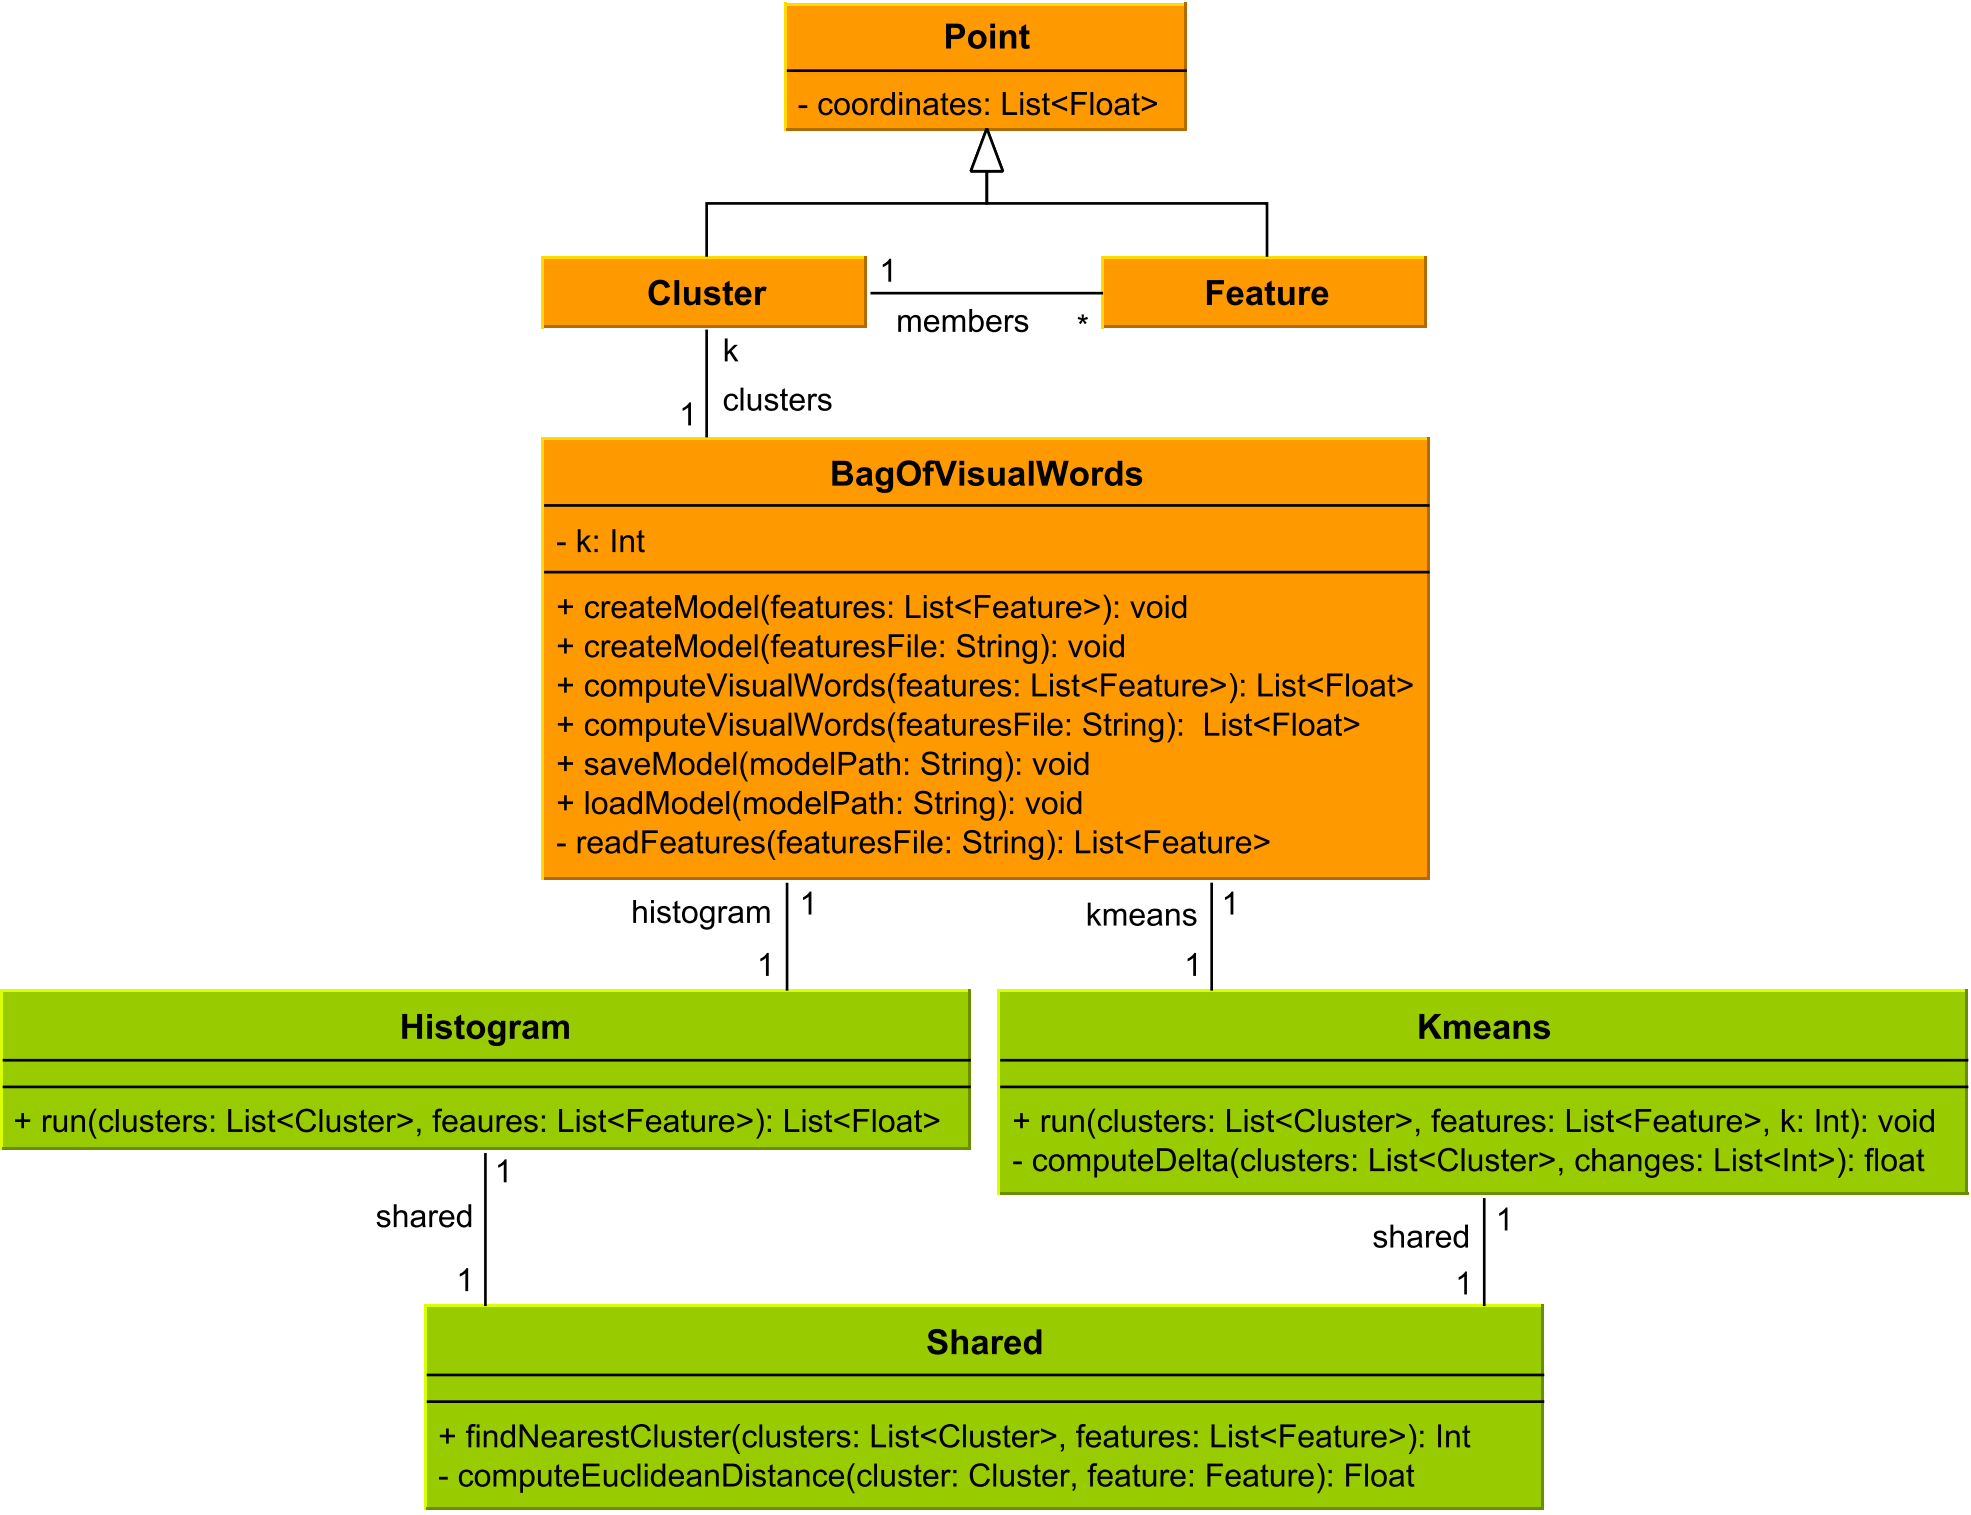 Point
- coordinates: List<Float>
Cluster
1
members
*
Feature
k
clusters
1
BagOfVisualWords
- k: Int
+ createModel(features: List<Feature>): void
+ createModel(featuresFile: String): void
+ computeVisualWords(features: List<Feature>): List<Float>
+ computeVisualWords(featuresFile: String):  List<Float>
+ saveModel(modelPath: String): void
+ loadModel(modelPath: String): void
- readFeatures(featuresFile: String): List<Feature>
histogram
1
1
kmeans
1
1
Histogram
+ run(clusters: List<Cluster>, feaures: List<Feature>): List<Float>
Kmeans
+ run(clusters: List<Cluster>, features: List<Feature>, k: Int): void
- computeDelta(clusters: List<Cluster>, changes: List<Int>): float
1
shared
1
1
shared
1
Shared
+ findNearestCluster(clusters: List<Cluster>, features: List<Feature>): Int
- computeEuclideanDistance(cluster: Cluster, feature: Feature): Float